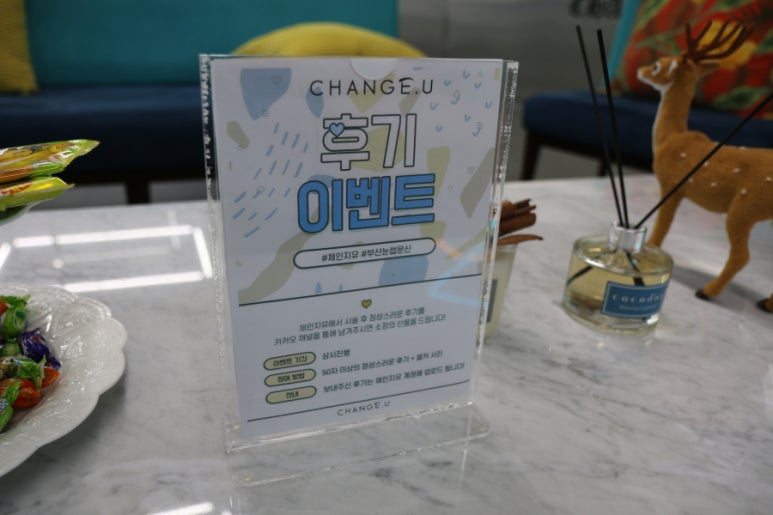 CHANGE.U
후기
이벤트
#체인지유 #부산눈썹문신
체인지유에서 시술 후 정성스러운 후기를
카카오 채널을 통해 남겨주시면 소정의 선물을 드립니다!
이벤트 기간 상시진행
참여 방법 50자 이상의 정성스러운 후기 + 셀카 사진
안내 보내주신 후기는 체인지유 계정에 업로드 됩니다!
CHANGE.U